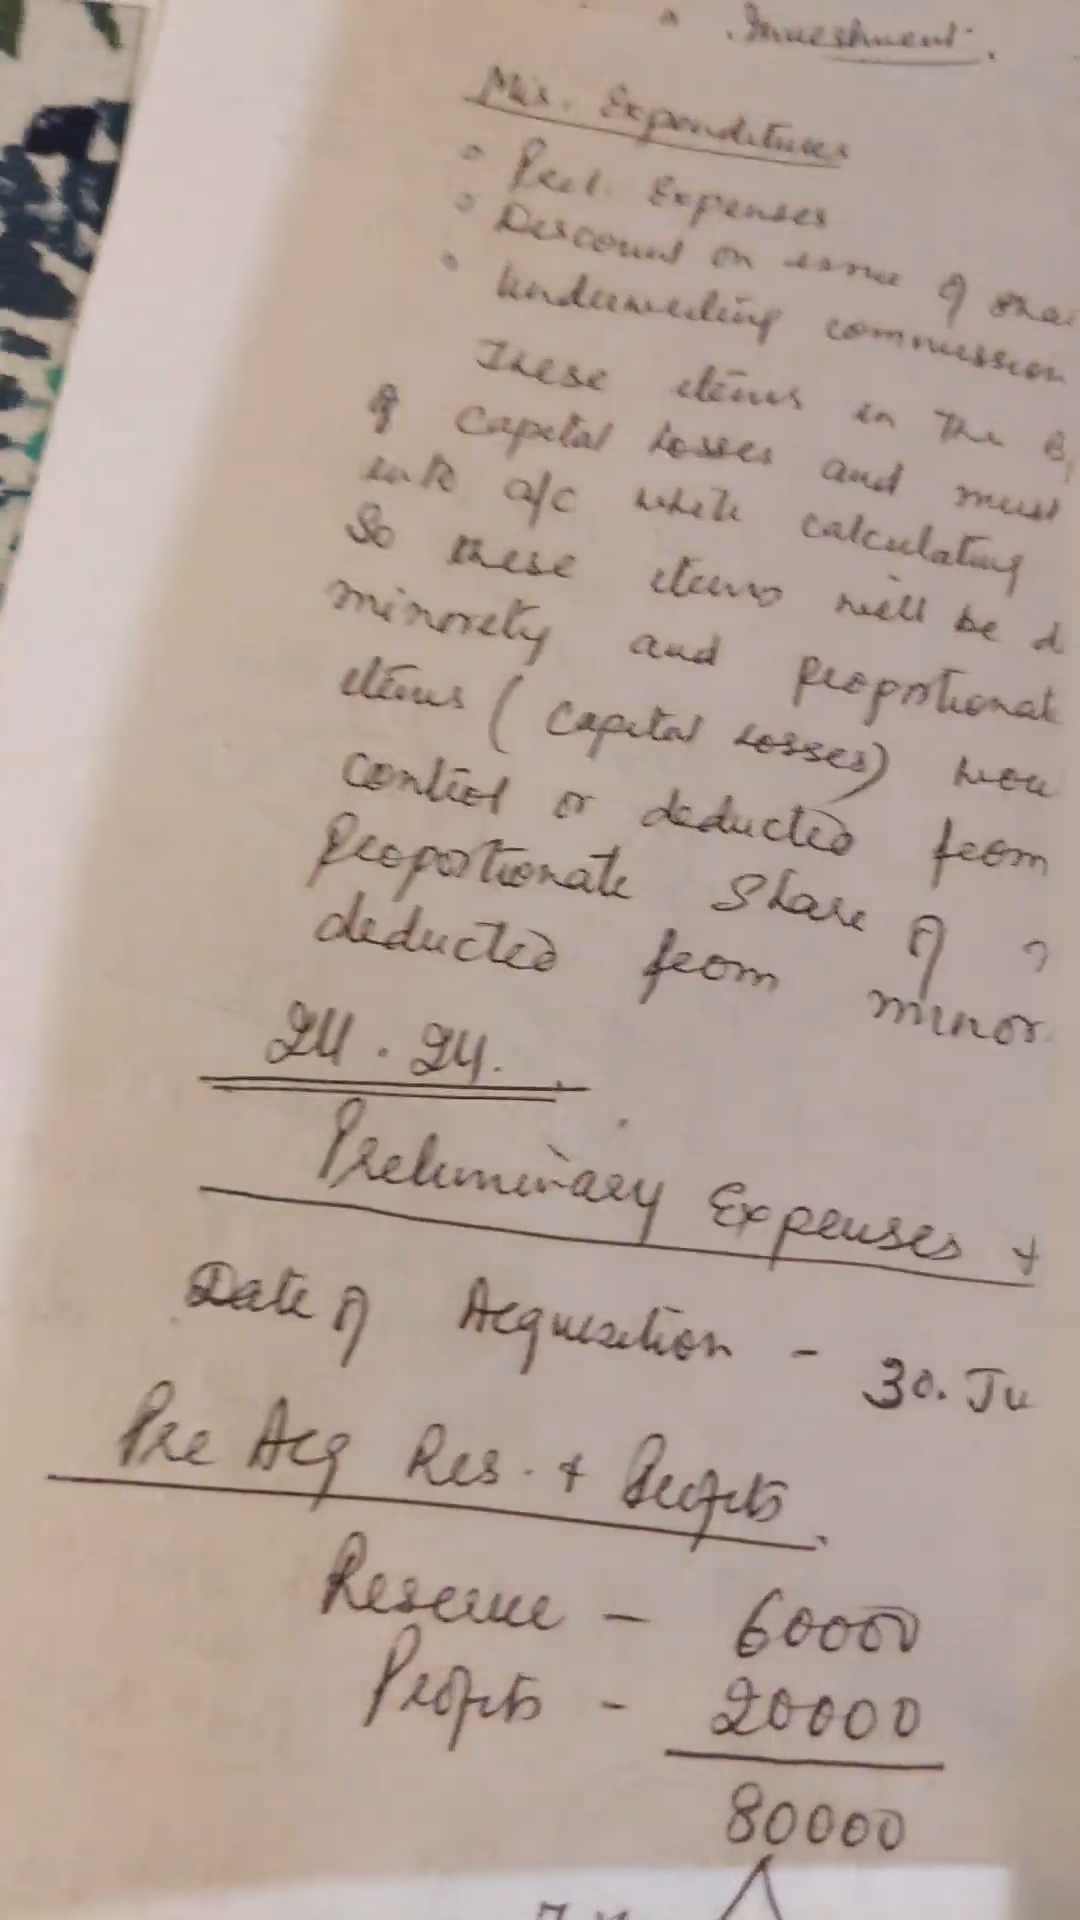 Investment.
Mis. Expenditures
Prel. Expenses
Discount on issue of Sha
Underwriting commission
These items in the B
of Capital losses and must
into a/c while calculating
So these items will be d
minority and proportionate
items (Capital Losses)
control or deducted from
Proportionate Share of
deducted from minor
24.24.
Preliminary Expenses +
Date of Acquisition - 30. Ju
Pre Acq Res. + Profits.
Reserve - 60000
Profits - 20000
80000